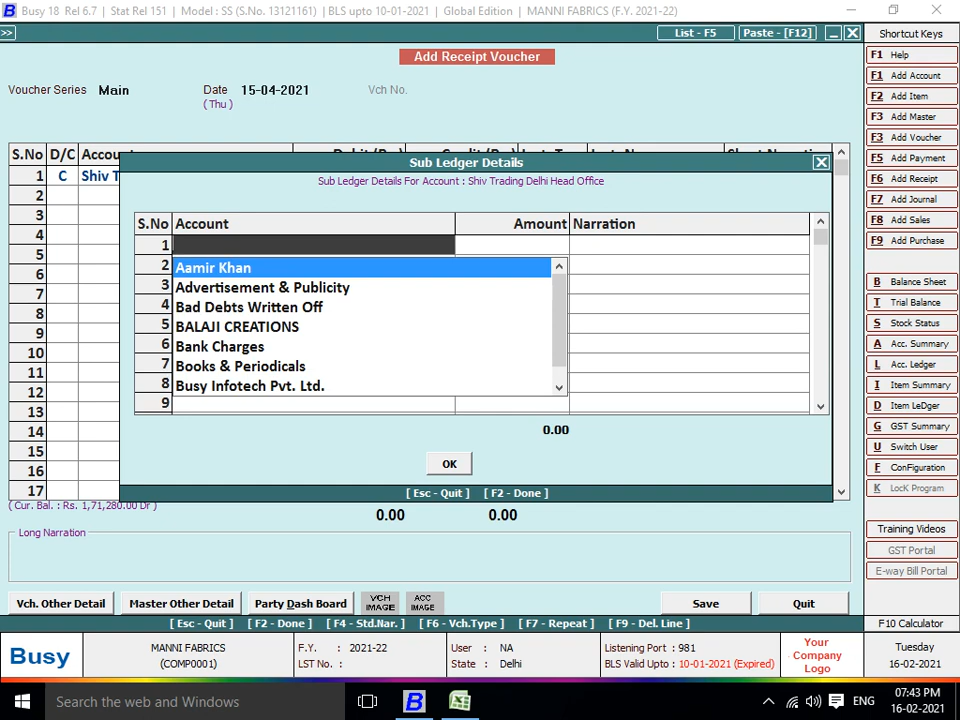 Busy 18 Rel 6.7 | Stat Rel 151 | Model : SS (S.No. 13121161) | BLS upto 10-01-2021 | Global Edition | MANNI FABRICS (F.Y. 2021-22)
>> List - F5 Paste - [F12]
Add Receipt Voucher
Voucher Series Main Date 15-04-2021 Vch No.
( Thu )
S.No D/C
1 C Shiv T
2
3
4
5
6
7
8
9
10
11
12
13
14
15
16
17
Sub Ledger Details
Sub Ledger Details For Account : Shiv Trading Delhi Head Office
S.No Account Amount Narration
1
2 Aamir Khan
3 Advertisement & Publicity
4 Bad Debts Written Off
5 BALAJI CREATIONS
6 Bank Charges
7 Books & Periodicals
8 Busy Infotech Pvt. Ltd.
9
0.00
OK
[ Esc - Quit ] [ F2 - Done ]
( Cur. Bal. : Rs. 1,71,280.00 Dr )
0.00 0.00
Long Narration
Vch. Other Detail Master Other Detail Party Dash Board VCH IMAGE ACC IMAGE Save Quit
[ Esc - Quit ] [ F2 - Done ] [ F4 - Std.Nar. ] [ F6 - Vch.Type ] [ F7 - Repeat ] [ F9 - Del. Line ]
Shortcut Keys
F1 Help
F1 Add Account
F2 Add Item
F3 Add Master
F3 Add Voucher
F5 Add Payment
F6 Add Receipt
F7 Add Journal
F8 Add Sales
F9 Add Purchase
B Balance Sheet
T Trial Balance
S Stock Status
A Acc. Summary
L Acc. Ledger
I Item Summary
D Item LeDger
G GST Summary
U Switch User
F ConFiguration
K LocK Program
Training Videos
GST Portal
E-way Bill Portal
F10 Calculator
Busy
MANNI FABRICS
(COMP0001)
F.Y. : 2021-22
LST No. :
User : NA
State : Delhi
Listening Port : 981
BLS Valid Upto : 10-01-2021 (Expired)
Your
Company
Logo
Tuesday
16-02-2021
Search the web and Windows
B
ENG
07:43 PM
16-02-2021